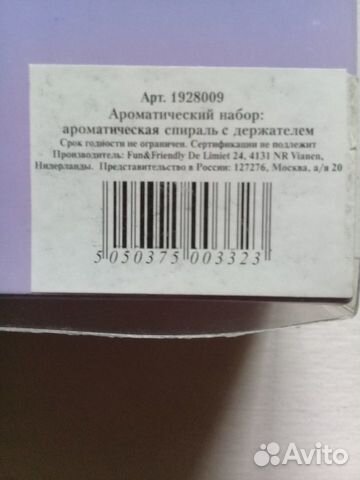 Арт. 1928009
Ароматический набор:
ароматическая спираль с держателем
Срок годности не ограничен. Сертификации не подлежит
Производитель: Fun&Friendly De Limiet 24, 4131 NR Vianen,
Нидерланды. Представительство в России: 127276, Москва, а/я 20
5 050375 003323
Avito